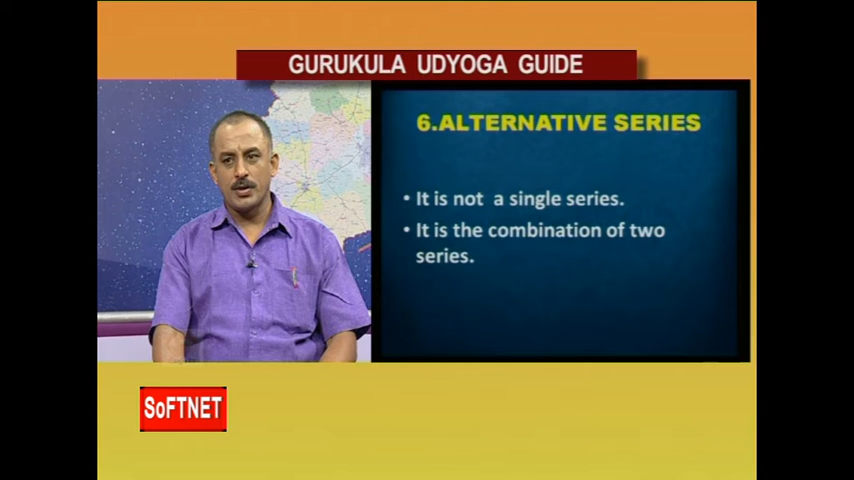 GURUKULA UDYOGA GUIDE
6.ALTERNATIVE SERIES
• It is not a single series.
• It is the combination of two
series.
SoFTNET